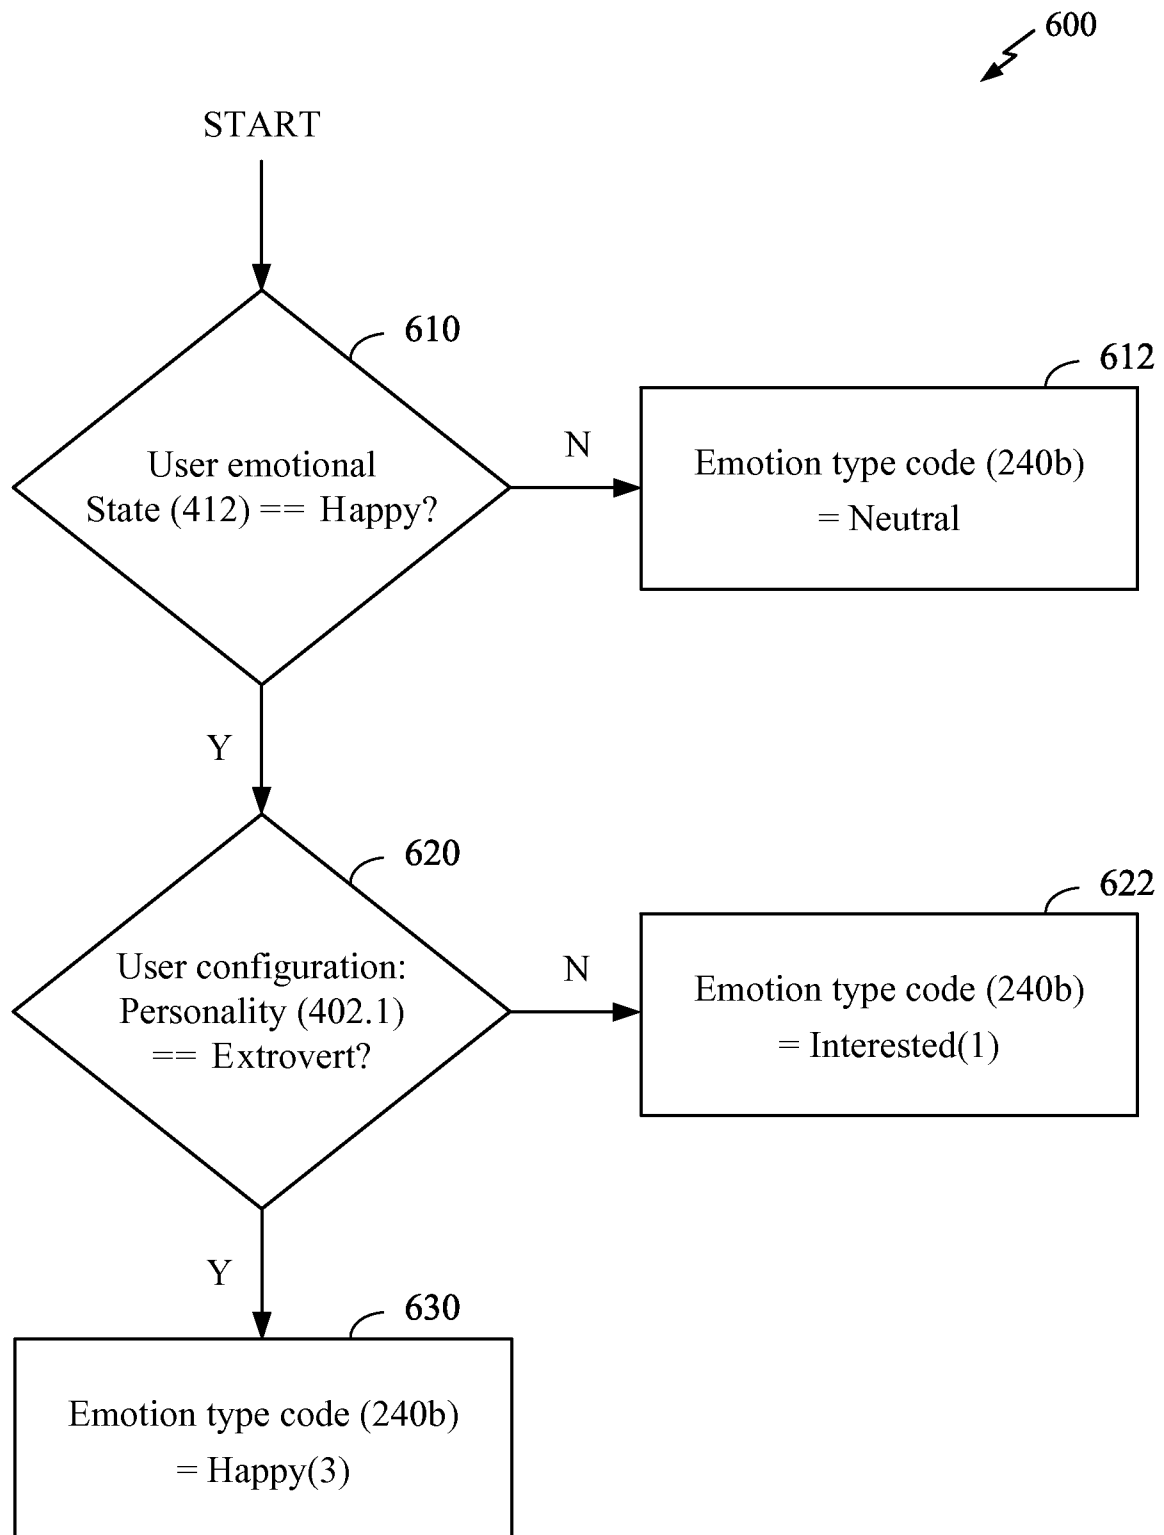 600
START
610
User emotional
State (412) == Happy?
N
612
Emotion type code (240b)
= Neutral
Y
620
User configuration:
Personality (402.1)
== Extrovert?
N
622
Emotion type code (240b)
= Interested(1)
Y
630
Emotion type code (240b)
= Happy(3)